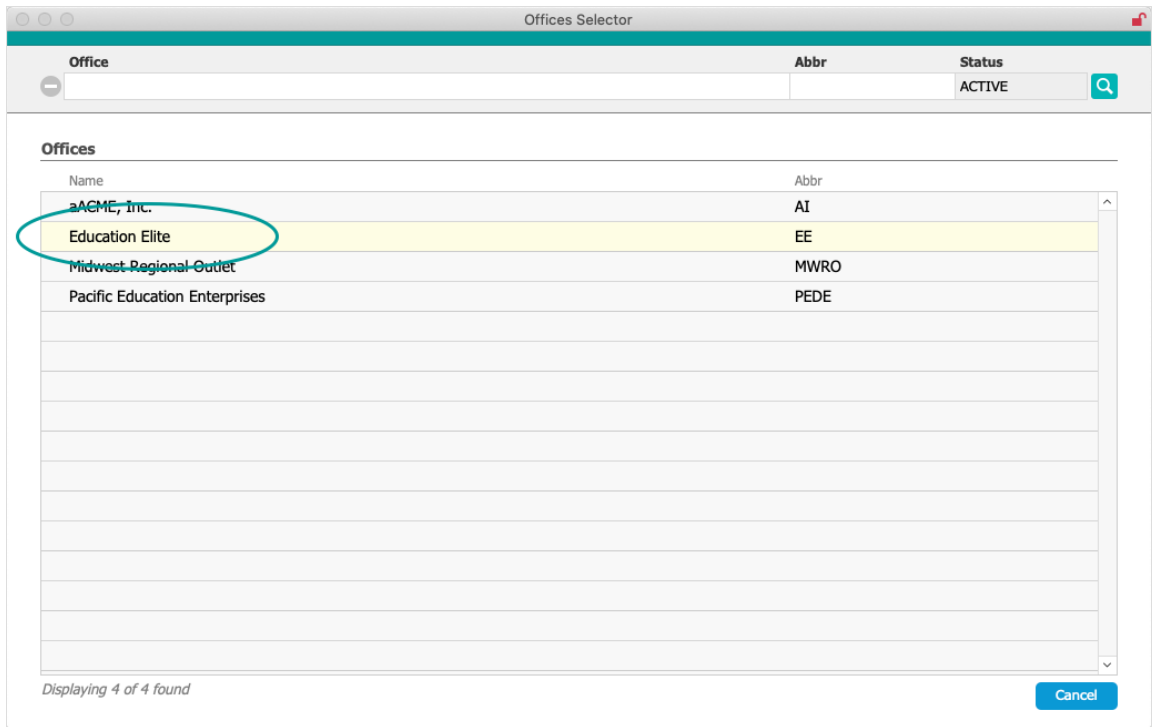 Offices Selector
Office Abbr Status
ACTIVE
Offices
Name Abbr
aACME, Inc. AI
Education Elite EE
Midwest Regional Outlet MWRO
Pacific Education Enterprises PEDE
Displaying 4 of 4 found
Cancel